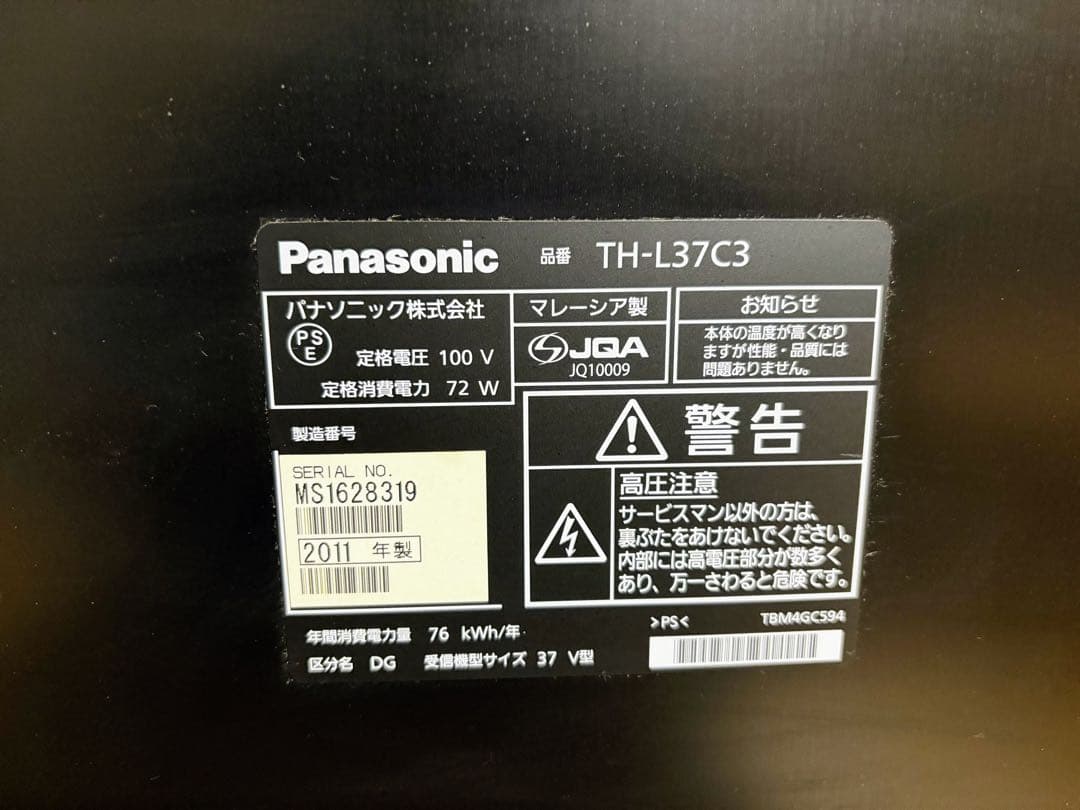 Panasonic 品番 TH-L37C3
パナソニック株式会社
PS
E
定格電圧 100 V
定格消費電力 72 W
マレーシア製
JQA
JQ10009
お知らせ
本体の温度が高くなり
ますが性能・品質には
問題ありません。
警告
高圧注意
サービスマン以外の方は、
裏ぶたをあけないでください。
内部には高電圧部分が数多く
あり、万一さわると危険です。
製造番号
SERIAL NO.
MS1628319
2011 年製
年間消費電力量 76 kWh/年
区分名 DG 受信機型サイズ 37 V型
>PS< TBM4GC594